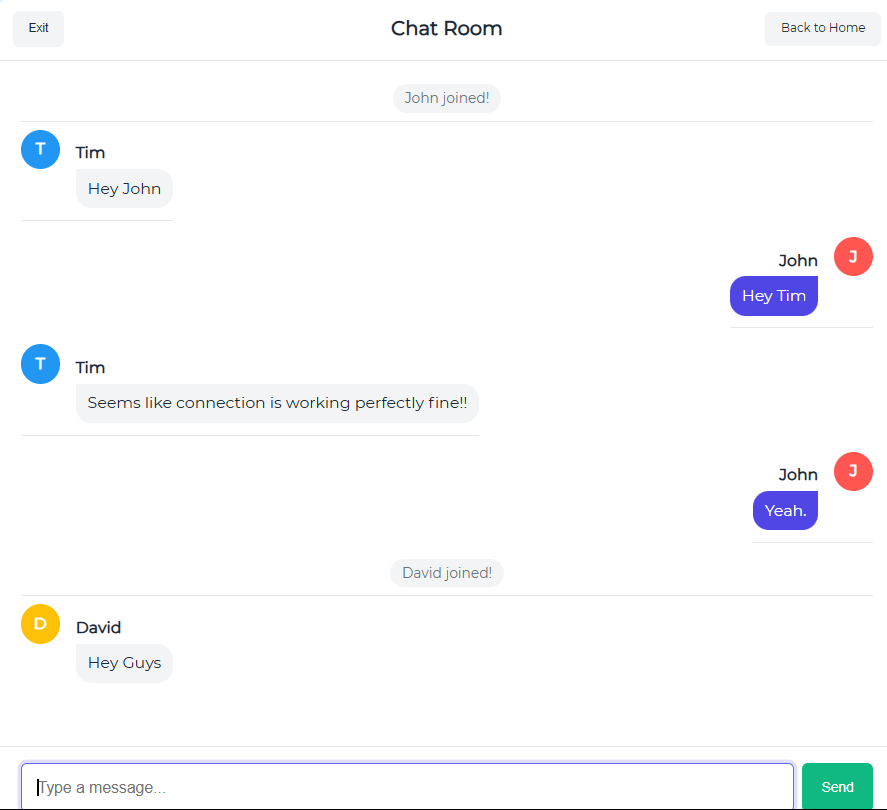 Exit
Chat Room
Back to Home
John joined!
T
Tim
Hey John
John
J
Hey Tim
T
Tim
Seems like connection is working perfectly fine!!
John
J
Yeah.
David joined!
D
David
Hey Guys
Type a message...
Send